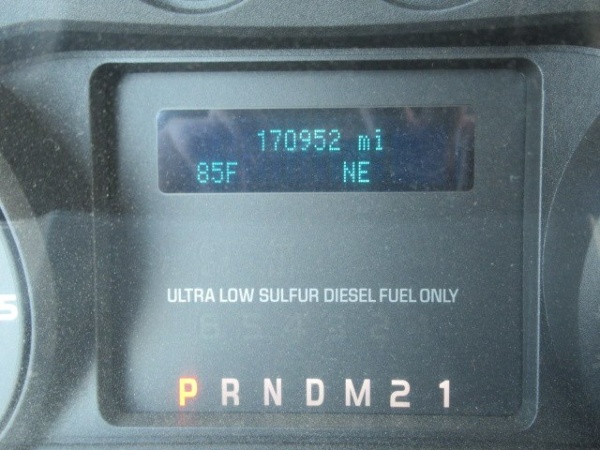 170952 mi
85F NE
ULTRA LOW SULFUR DIESEL FUEL ONLY
P R N D M 2 1